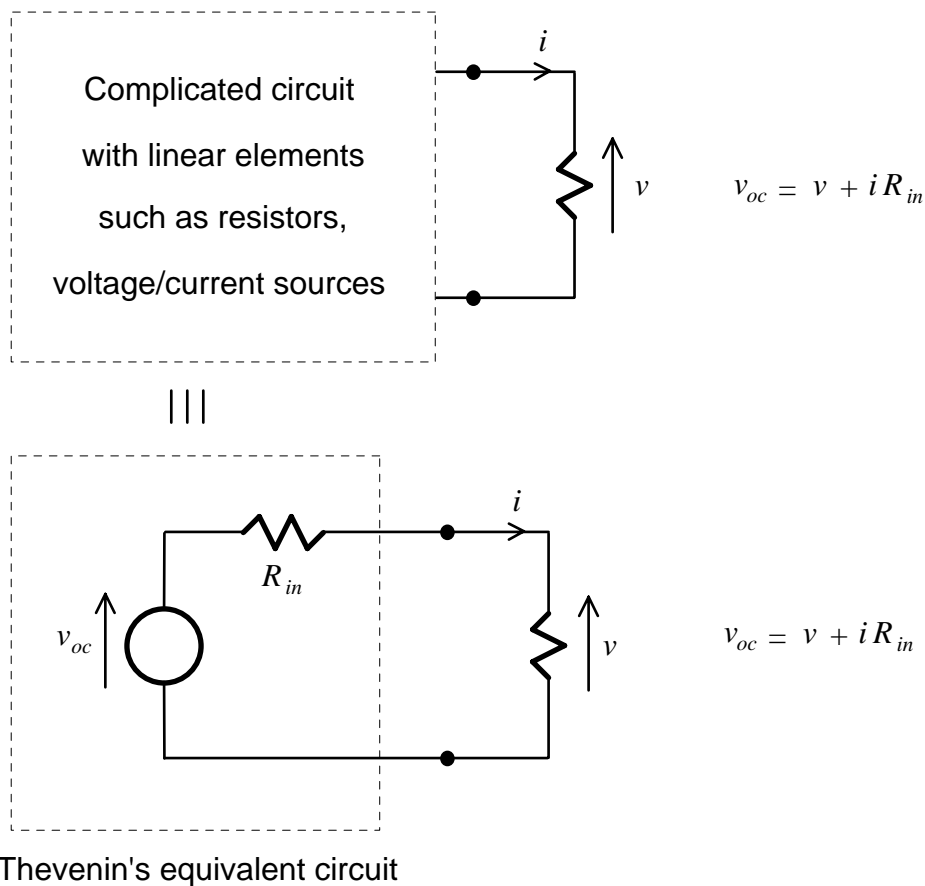 i
Complicated circuit
with linear elements
such as resistors,
voltage/current sources
v
v_oc = v + i R_in
|||
i
R_in
v_oc
v
v_oc = v + i R_in
Thevenin's equivalent circuit